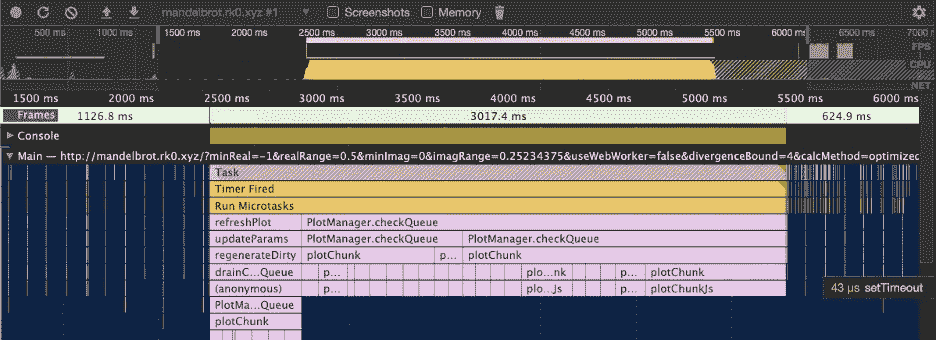 mandelbrot.rk0.xyz #1 Screenshots Memory
500 ms 1000 ms 1500 ms 2000 ms 2500 ms 3000 ms 3500 ms 4000 ms 4500 ms 5000 ms 5500 ms 6000 ms 6500 ms 7000 ms
FPS
CPU
NET
1500 ms 2000 ms 2500 ms 3000 ms 3500 ms 4000 ms 4500 ms 5000 ms 5500 ms 6000 ms
Frames 1126.8 ms 3017.4 ms 624.9 ms
Console
Main — http://mandelbrot.rk0.xyz/?minReal=-1&realRange=0.5&minImag=0&imagRange=0.25234375&useWebWorker=false&divergenceBound=4&calcMethod=optimized
Task
Timer Fired
Run Microtasks
refreshPlot PlotManager.checkQueue
updateParams PlotManager.checkQueue PlotManager.checkQueue
regenerateDirty plotChunk p... plotChunk
drainC...Queue p... plo...nk p... plotChunk
(anonymous) p... plo...Js p... plotChunkJs
43 µs setTimeout
PlotMa...Queue
plotChunk